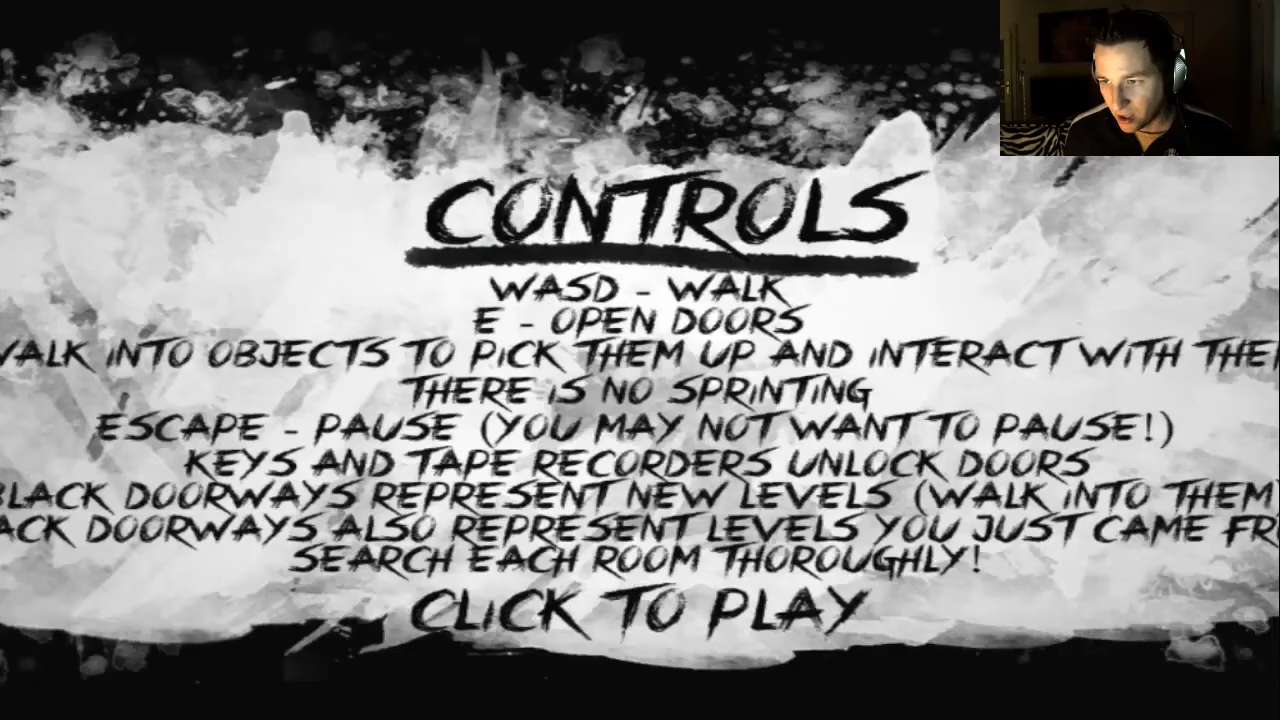 CONTROLS
WASD - WALK
E - OPEN DOORS
WALK INTO OBJECTS TO PICK THEM UP AND INTERACT WITH THE
THERE IS NO SPRINTING
ESCAPE - PAUSE (YOU MAY NOT WANT TO PAUSE!)
KEYS AND TAPE RECORDERS UNLOCK DOORS
BLACK DOORWAYS REPRESENT NEW LEVELS (WALK INTO THEM
ACK DOORWAYS ALSO REPRESENT LEVELS YOU JUST CAME FR
SEARCH EACH ROOM THOROUGHLY!
CLICK TO PLAY